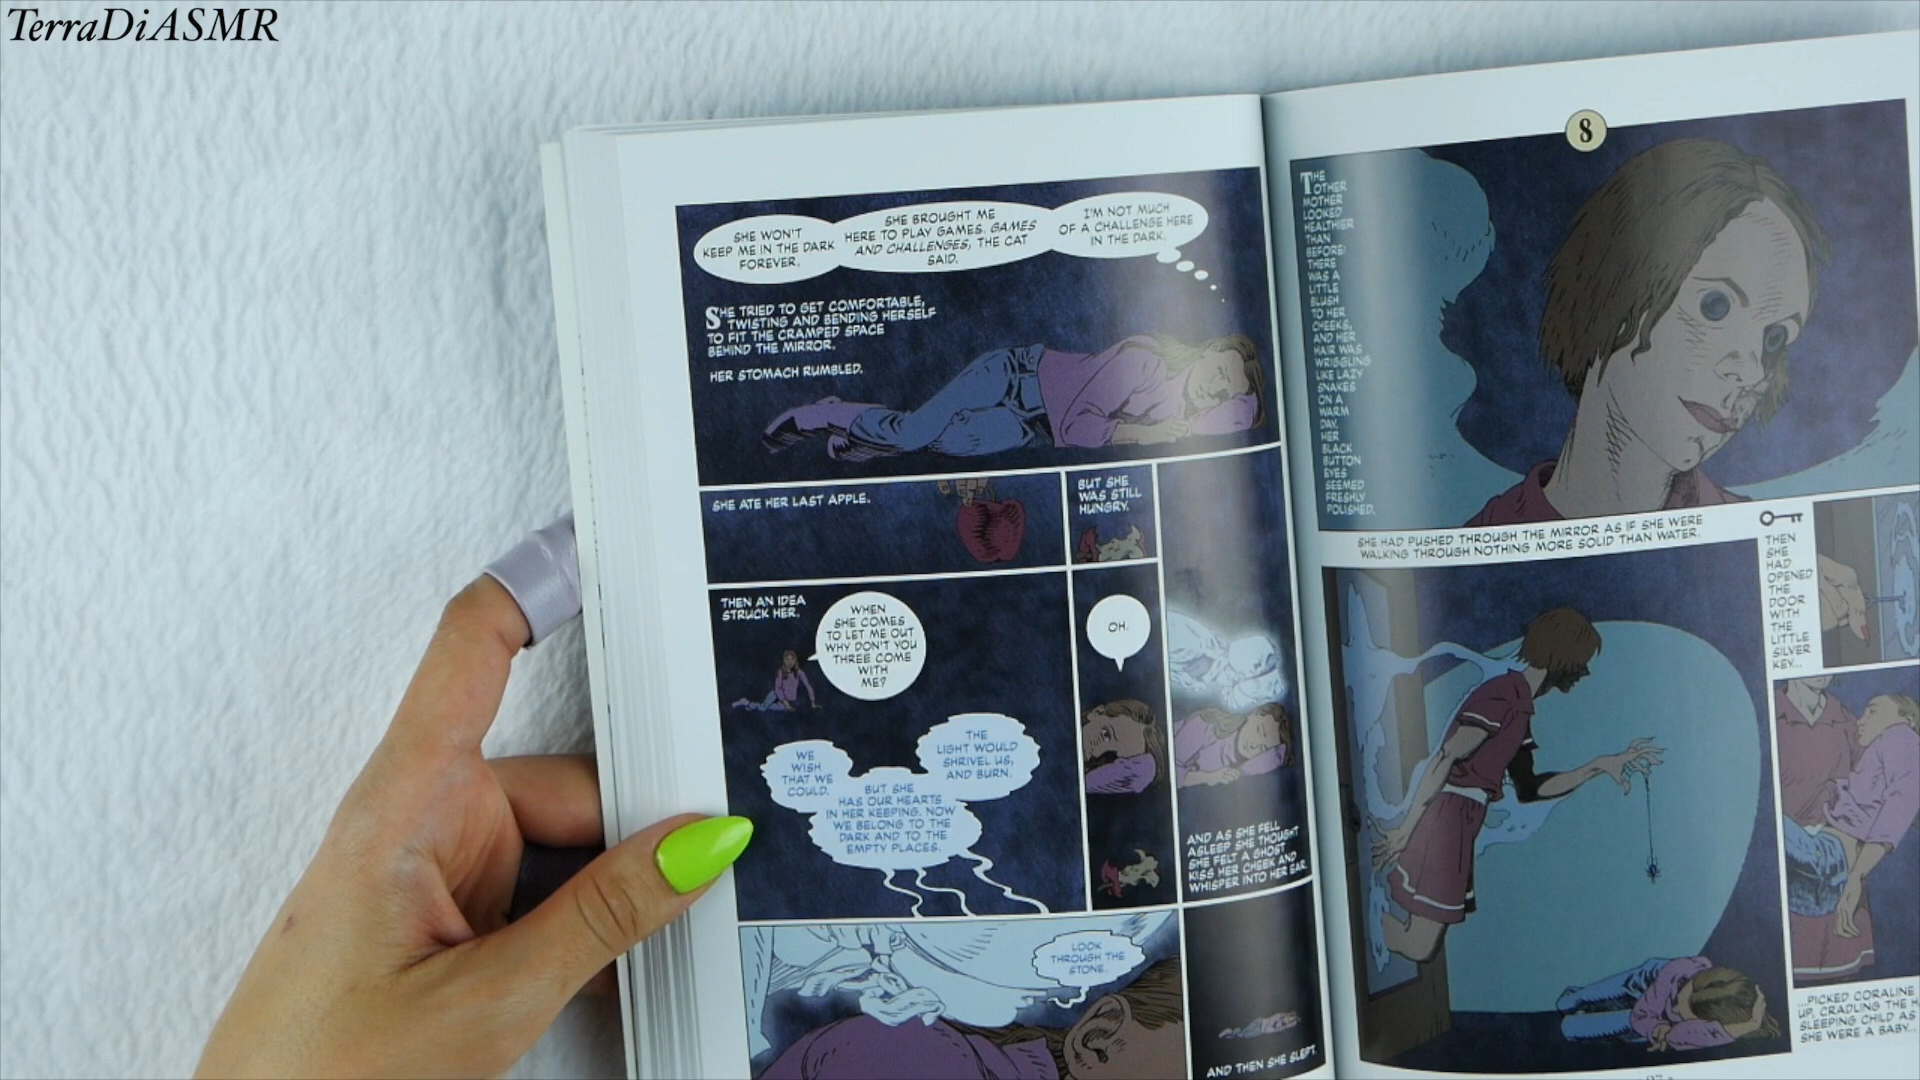 TerraDiASMR
SHE WON'T
KEEP ME IN THE DARK
FOREVER,
SHE BROUGHT ME
HERE TO PLAY GAMES. GAMES
AND CHALLENGES, THE CAT
SAID.
I'M NOT MUCH
OF A CHALLENGE HERE
IN THE DARK.
SHE TRIED TO GET COMFORTABLE,
TWISTING AND BENDING HERSELF
TO FIT THE CRAMPED SPACE
BEHIND THE MIRROR.
HER STOMACH RUMBLED.
SHE ATE HER LAST APPLE.
BUT SHE
WAS STILL
HUNGRY.
THEN AN IDEA
STRUCK HER.
WHEN
SHE COMES
TO LET ME OUT
WHY DON'T YOU
THREE COME
WITH
ME?
WE
WISH
THAT WE
COULD.
BUT SHE
HAS OUR HEARTS
IN HER KEEPING. NOW
WE BELONG TO THE
DARK AND TO THE
EMPTY PLACES.
THE
LIGHT WOULD
SHRIVEL US,
AND BURN.
OH.
AND AS SHE FELL
ASLEEP SHE THOUGHT
SHE FELT A GHOST
KISS HER CHEEK AND
WHISPER INTO HER EAR.
LOOK
THROUGH THE
STONE.
AND THEN SHE SLEPT.
8
THE
OTHER
MOTHER
LOOKED
HEALTHIER
THAN
BEFORE:
THERE
WAS A
LITTLE
BLUSH
TO HER
CHEEKS,
AND HER
HAIR WAS
WRIGGLING
LIKE LAZY
SNAKES
ON A
WARM
DAY.
HER
BLACK
BUTTON
EYES
SEEMED
FRESHLY
POLISHED.
SHE HAD PUSHED THROUGH THE MIRROR AS IF SHE WERE
WALKING THROUGH NOTHING MORE SOLID THAN WATER.
THEN
SHE
HAD
OPENED
THE
DOOR
WITH
THE
LITTLE
SILVER
KEY...
...PICKED CORALINE
UP, CRADLING THE
SLEEPING CHILD AS
SHE WERE A BABY...